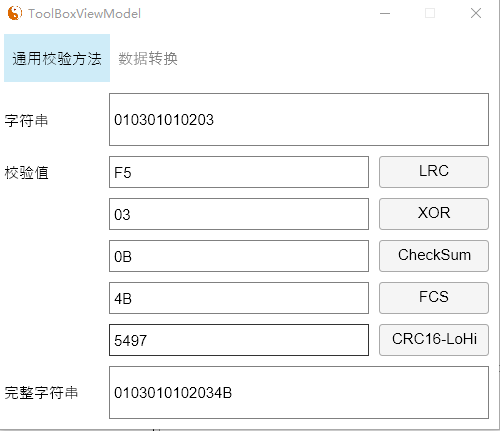 ToolBoxViewModel
通用校验方法 数据转换
字符串 010301010203
校验值 F5 LRC
03 XOR
0B CheckSum
4B FCS
5497 CRC16-LoHi
完整字符串 0103010102034B